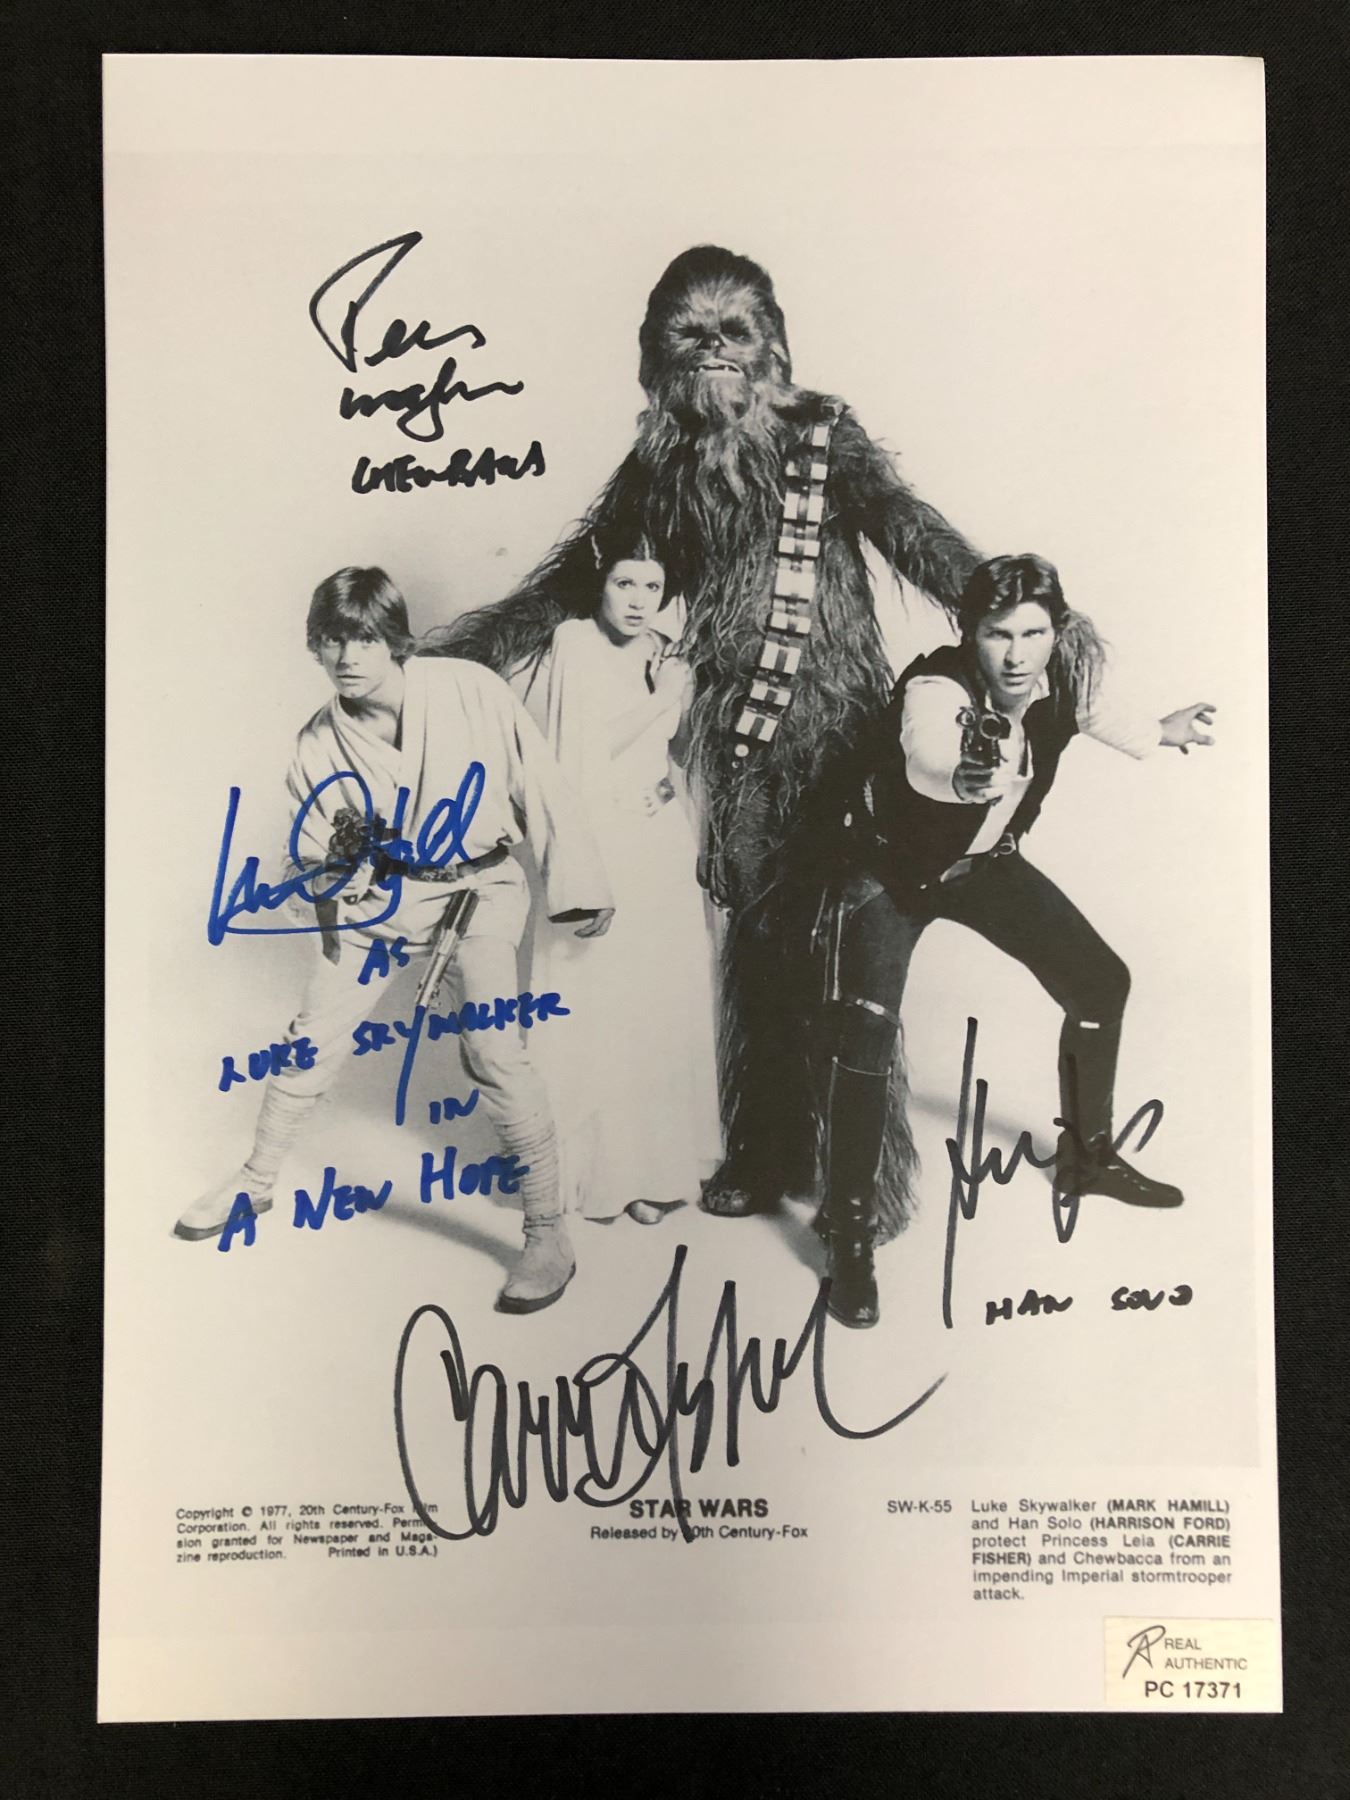 CHEWBACCA
AS
LUKE SKYWALKER
IN
A NEW HOPE
HAN SOLO
Carrie Fisher
Copyright © 1977, 20th Century-Fox Film
Corporation. All rights reserved. Permis-
sion granted for Newspaper and Maga-
zine reproduction. Printed in U.S.A.)
STAR WARS
Released by 20th Century-Fox
SW-K-55 Luke Skywalker (MARK HAMILL)
and Han Solo (HARRISON FORD)
protect Princess Leia (CARRIE
FISHER) and Chewbacca from an
impending Imperial stormtrooper
attack.
REAL
AUTHENTIC
PC 17371